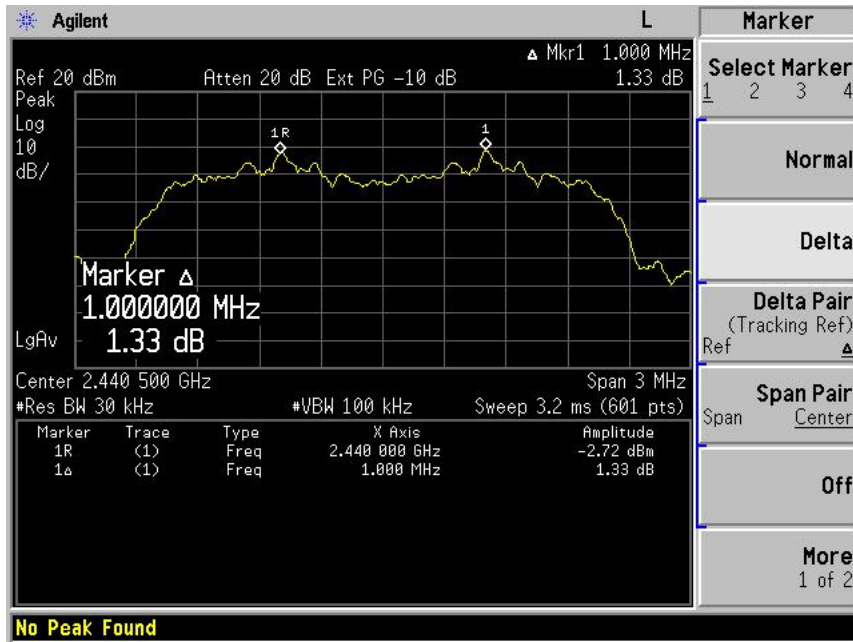 Agilent L Marker
Δ Mkr1 1.000 MHz
Ref 20 dBm Atten 20 dB Ext PG -10 dB 1.33 dB
Peak
Log
10
dB/
1R
1
Marker Δ
1.000000 MHz
1.33 dB
LgAv
Center 2.440 500 GHz Span 3 MHz
#Res BW 30 kHz #VBW 100 kHz Sweep 3.2 ms (601 pts)
Marker Trace Type X Axis Amplitude
1R (1) Freq 2.440 000 GHz -2.72 dBm
1Δ (1) Freq 1.000 MHz 1.33 dB
Select Marker
1 2 3 4
Normal
Delta
Delta Pair
(Tracking Ref)
Ref Δ
Span Pair
Span Center
Off
More
1 of 2
No Peak Found